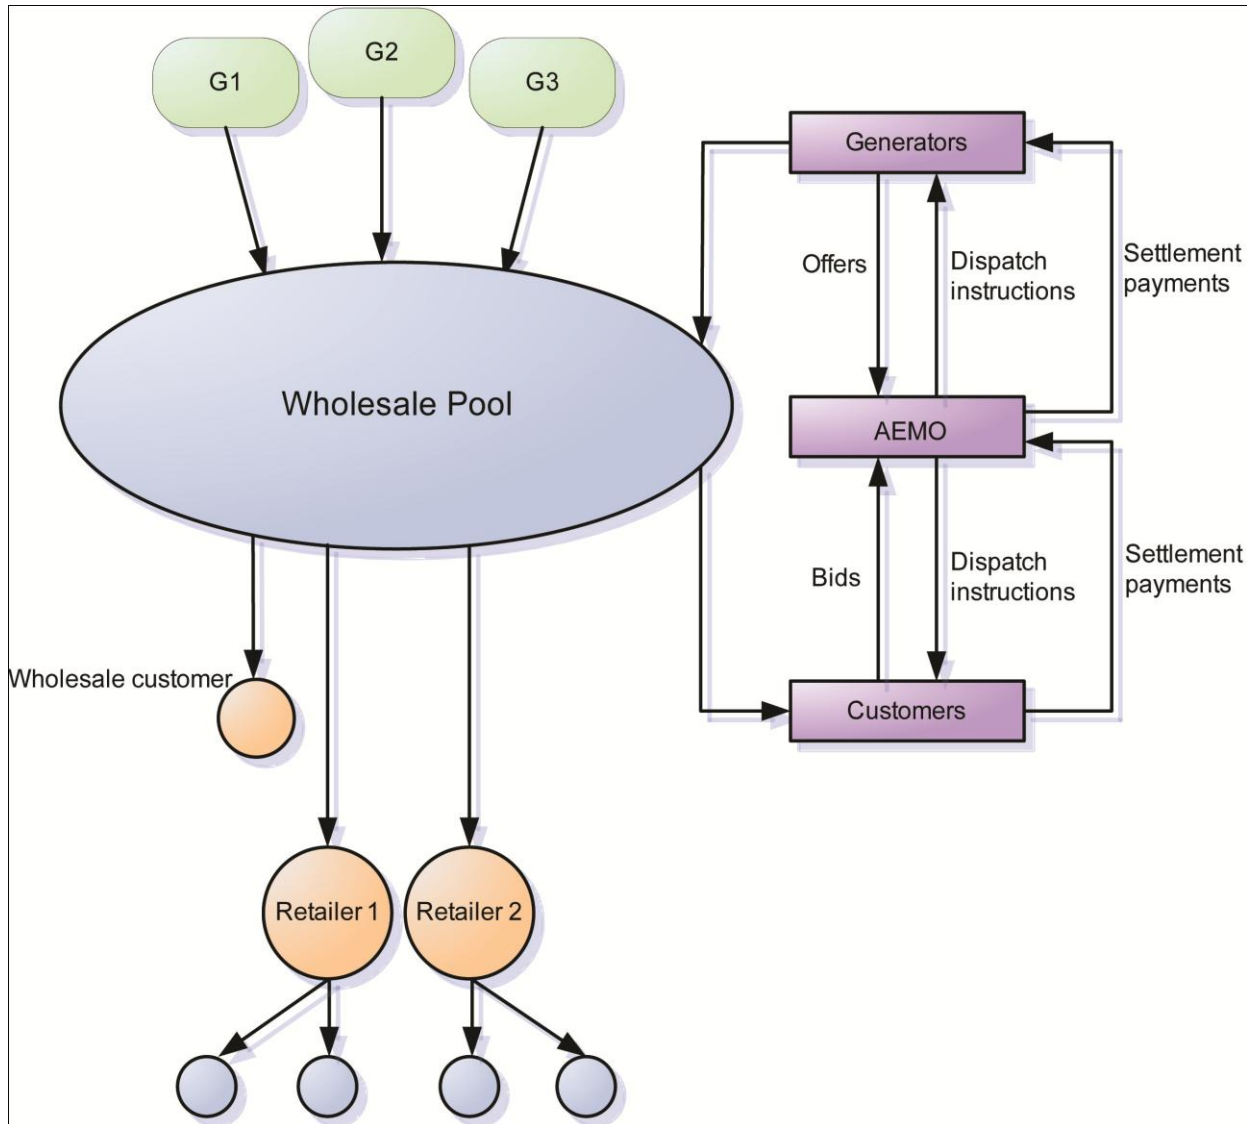 G1
G2
G3
Generators
Offers
Dispatch
instructions
Settlement
payments
Wholesale Pool
AEMO
Bids
Dispatch
instructions
Settlement
payments
Wholesale customer
Customers
Retailer 1
Retailer 2